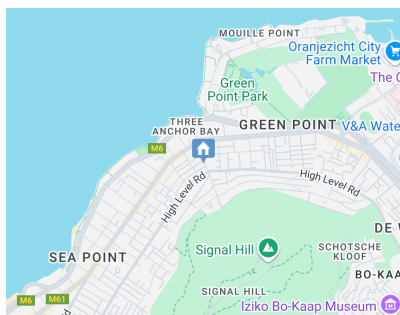 MOUILLE POINT
Oranjezicht City
Farm Market
The C
Green
Point Park
THREE
ANCHOR BAY
GREEN POINT
V&A Wate
M6
High Level Rd
High Level Rd
DE W
Signal Hill
SCHOTSCHE
KLOOF
SEA POINT
BO-KAA
SIGNAL HILL
M6
M61
Iziko Bo-Kaap Museum